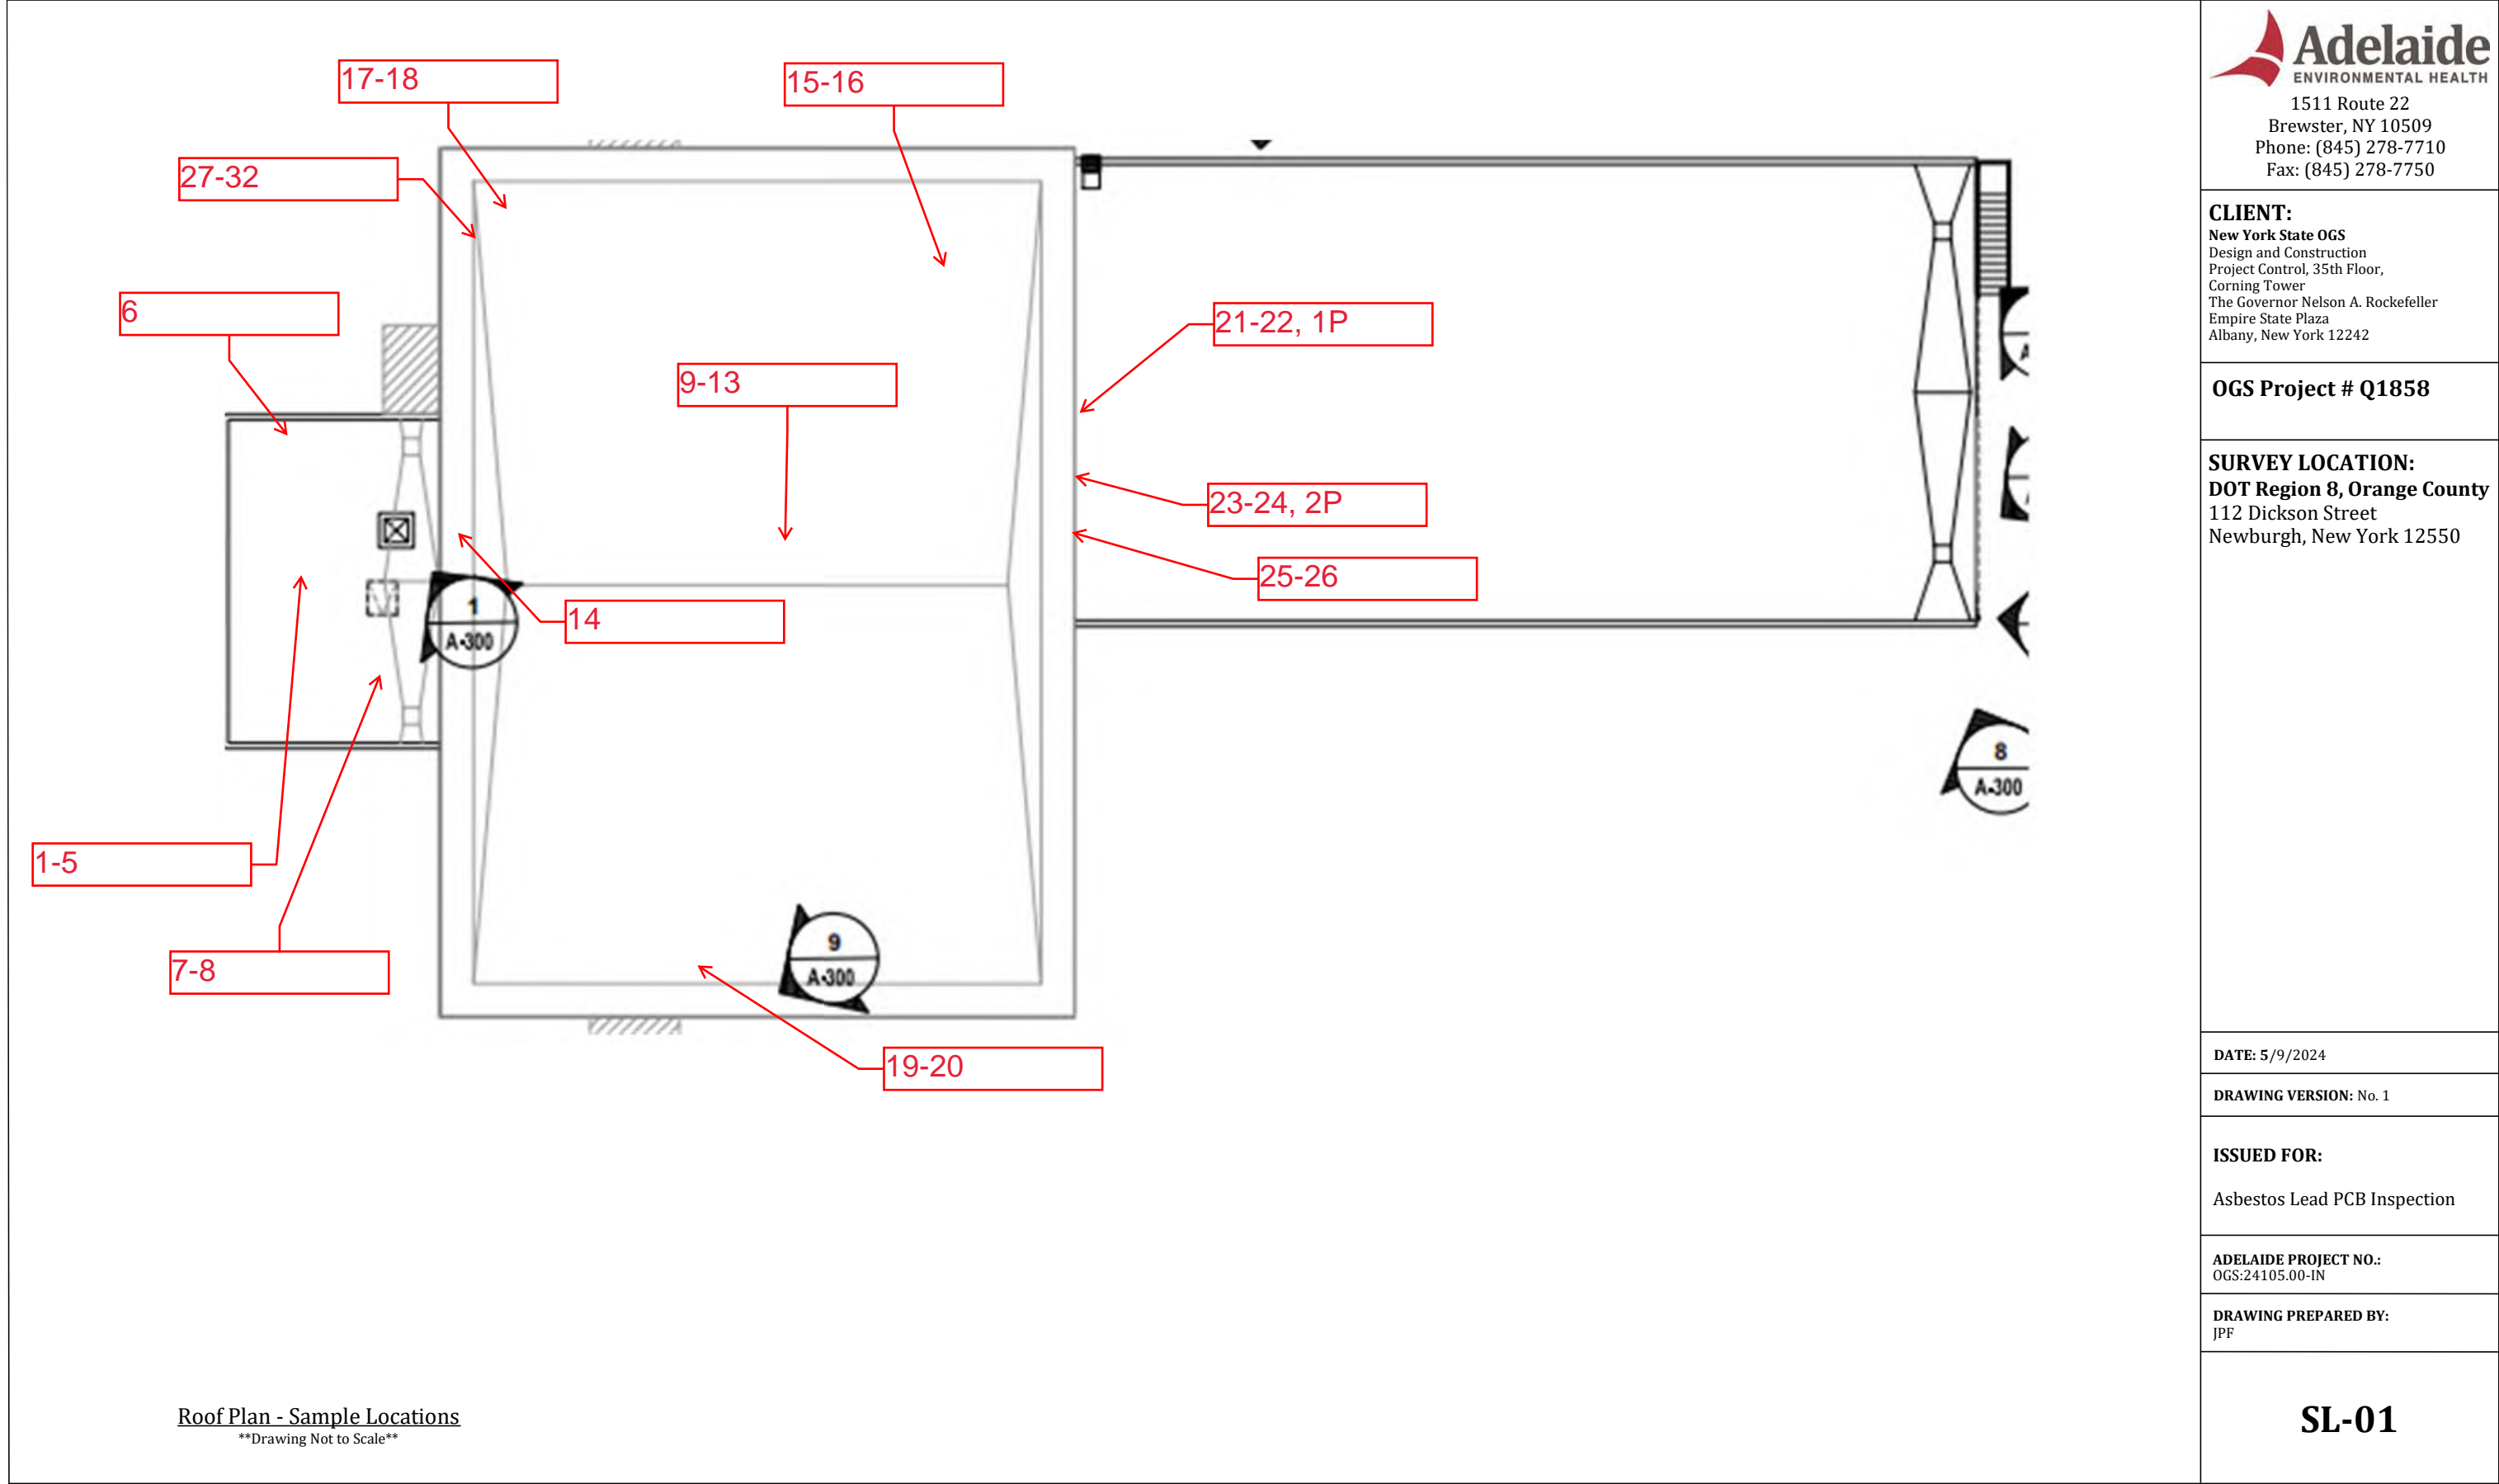 17-18
15-16
27-32
6
21-22, 1P
9-13
23-24, 2P
25-26
14
1
A-300
8
A-300
1-5
9
A-300
7-8
19-20
Roof Plan - Sample Locations
**Drawing Not to Scale**
Adelaide
ENVIRONMENTAL HEALTH
1511 Route 22
Brewster, NY 10509
Phone: (845) 278-7710
Fax: (845) 278-7750
CLIENT:
New York State OGS
Design and Construction
Project Control, 35th Floor,
Corning Tower
The Governor Nelson A. Rockefeller
Empire State Plaza
Albany, New York 12242
OGS Project # Q1858
SURVEY LOCATION:
DOT Region 8, Orange County
112 Dickson Street
Newburgh, New York 12550
DATE: 5/9/2024
DRAWING VERSION: No. 1
ISSUED FOR:
Asbestos Lead PCB Inspection
ADELAIDE PROJECT NO.:
OGS:24105.00-IN
DRAWING PREPARED BY:
JPF
SL-01